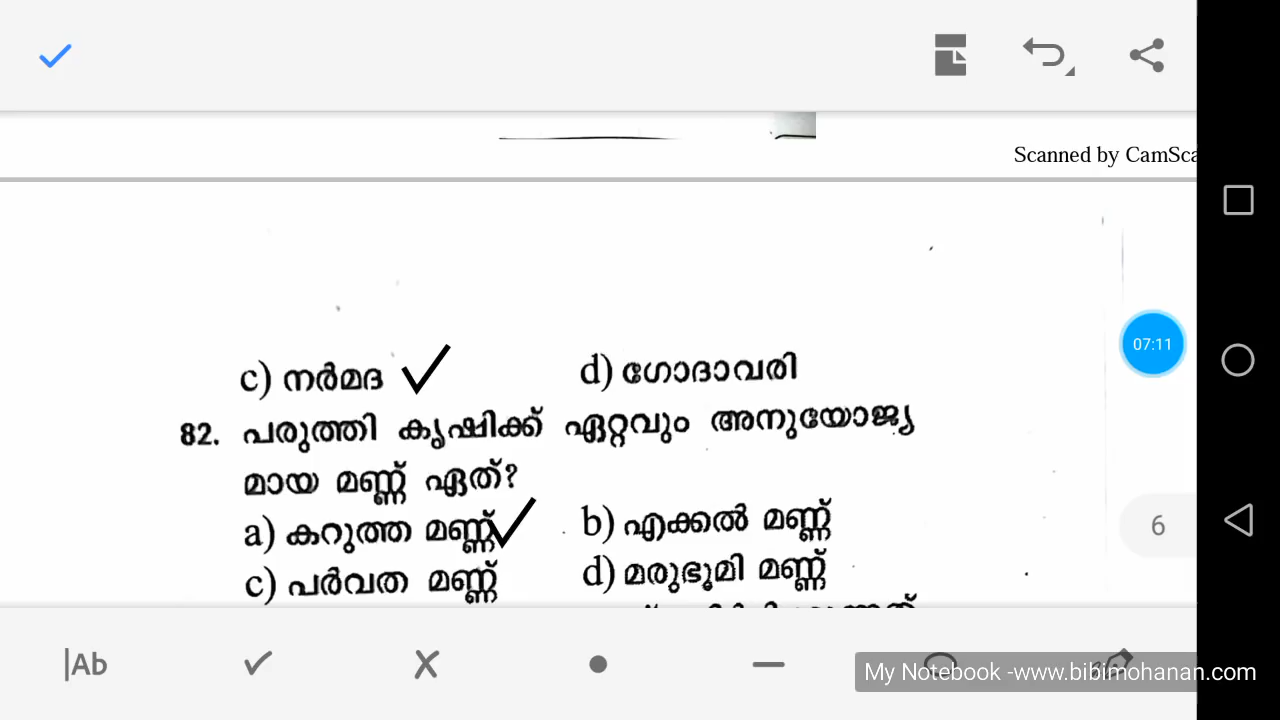 Scanned by CamSca
c) നർമദ d) ഗോദാവരി
07:11
82. പരുത്തി കൃഷിക്ക് ഏറ്റവും അനുയോജ്യ
മായ മണ്ണ് ഏത്?
a) കറുത്ത മണ്ണ് b) എക്കൽ മണ്ണ്
6
c) പർവത മണ്ണ് d) മരുഭൂമി മണ്ണ്
|Ab
My Notebook -www.bibimohanan.com